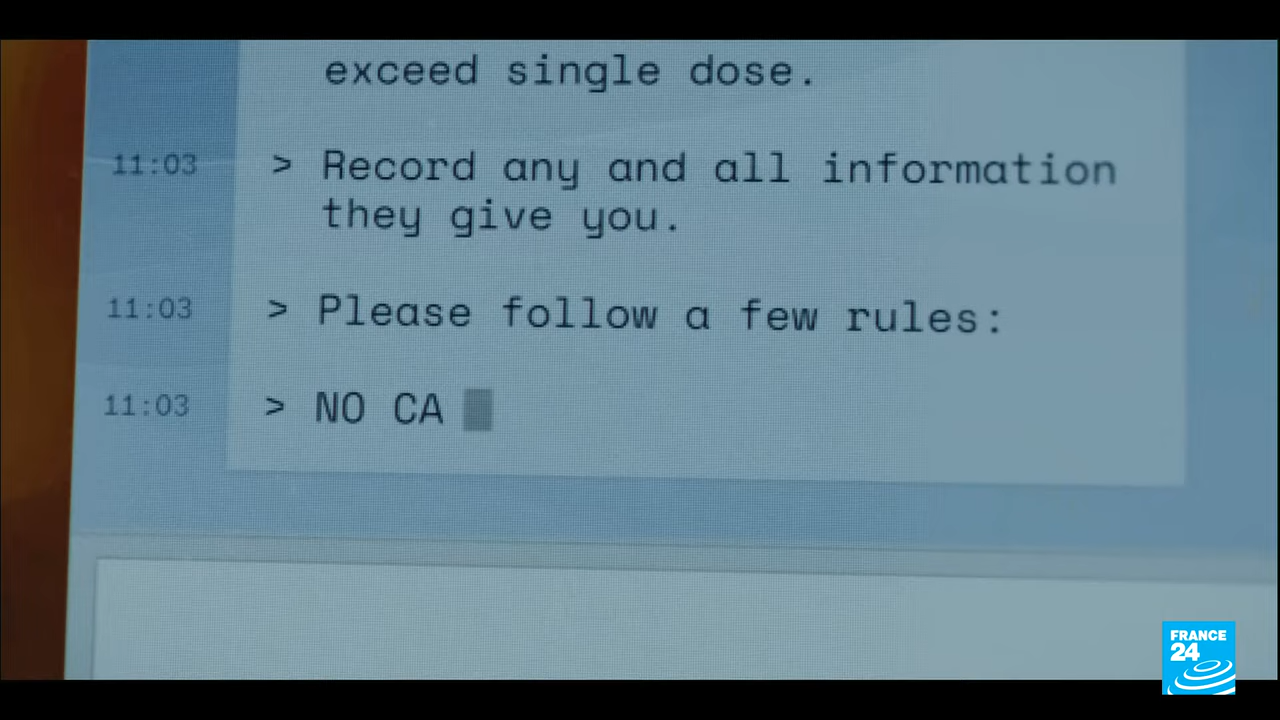 exceed single dose.
11:03 > Record any and all information
they give you.
11:03 > Please follow a few rules:
11:03 > NO CA
FRANCE
24